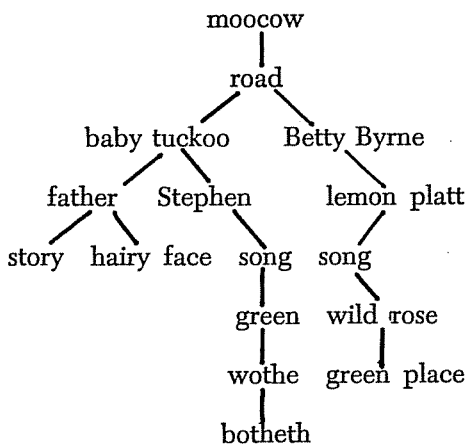 moocow
road
baby tuckoo Betty Byrne
father Stephen lemon platt
story hairy face song song
green wild rose
wothe green place
botheth